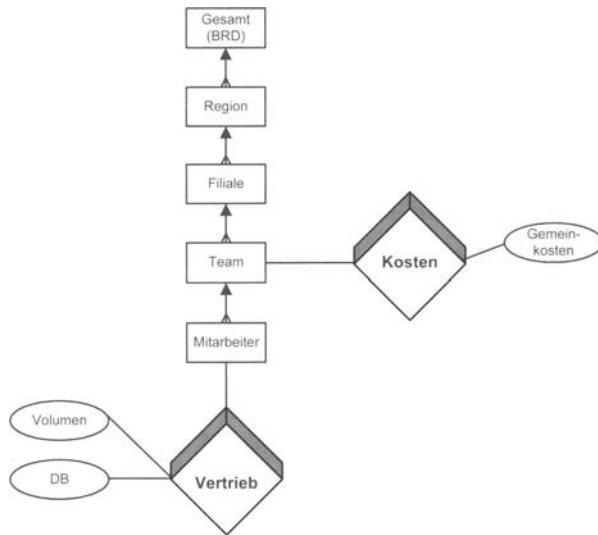 Gesamt
(BRD)
Region
Filiale
Team
Kosten
Gemein-
kosten
Mitarbeiter
Volumen
DB
Vertrieb